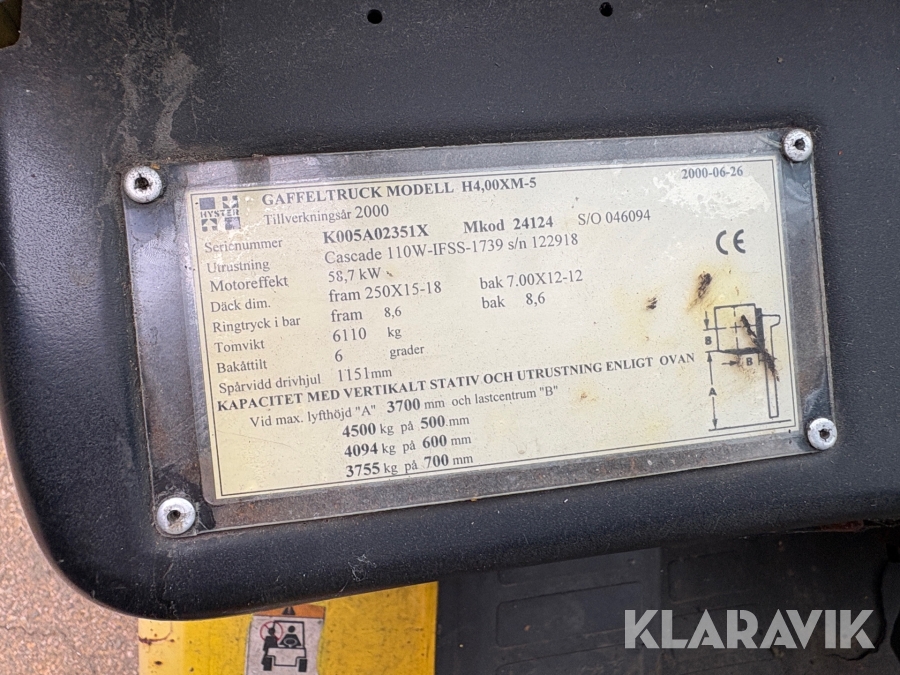 HYSTER GAFFELTRUCK MODELL H4,00XM-5 2000-06-26
Tillverkningsår 2000
Serienummer K005A02351X Mkod 24124 S/O 046094
Utrustning Cascade 110W-IFSS-1739 s/n 122918 CE
Motoreffekt 58,7 kW
Däck dim. fram 250X15-18 bak 7.00X12-12
Ringtryck i bar fram 8,6 bak 8,6
Tomvikt 6110 kg
Bakåttilt 6 grader
Spårvidd drivhjul 1151mm
KAPACITET MED VERTIKALT STATIV OCH UTRUSTNING ENLIGT OVAN
Vid max. lyfthöjd "A" 3700 mm och lastcentrum "B"
4500 kg på 500 mm
4094 kg på 600 mm
3755 kg på 700 mm
B
B
A
KLARAVIK